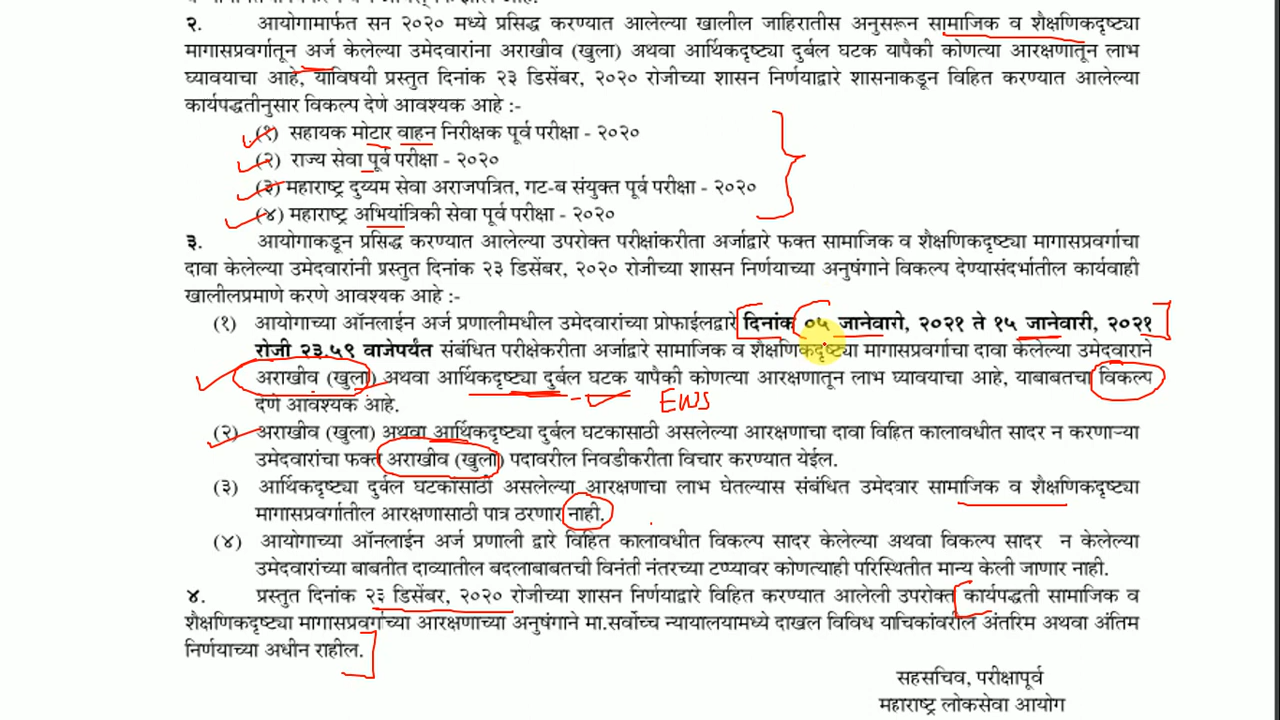 २. आयोगामार्फत सन २०२० मध्ये प्रसिद्ध करण्यात आलेल्या खालील जाहिरातीस अनुसरून सामाजिक व शैक्षणिकदृष्ट्या
मागासप्रवर्गातून अर्ज केलेल्या उमेदवारांना अराखीव (खुला) अथवा आर्थिकदृष्ट्या दुर्बल घटक यापैकी कोणत्या आरक्षणातून लाभ
घ्यावयाचा आहे, याविषयी प्रस्तुत दिनांक २३ डिसेंबर, २०२० रोजीच्या शासन निर्णयाद्वारे शासनाकडून विहित करण्यात आलेल्या
कार्यपद्धतीनुसार विकल्प देणे आवश्यक आहे :-
(१) सहायक मोटार वाहन निरीक्षक पूर्व परीक्षा - २०२०
(२) राज्य सेवा पूर्व परीक्षा - २०२०
(३) महाराष्ट्र दुय्यम सेवा अराजपत्रित, गट-ब संयुक्त पूर्व परीक्षा - २०२०
(४) महाराष्ट्र अभियांत्रिकी सेवा पूर्व परीक्षा - २०२०
३. आयोगाकडून प्रसिद्ध करण्यात आलेल्या उपरोक्त परीक्षांकरीता अर्जाद्वारे फक्त सामाजिक व शैक्षणिकदृष्ट्या मागासप्रवर्गाचा
दावा केलेल्या उमेदवारांनी प्रस्तुत दिनांक २३ डिसेंबर, २०२० रोजीच्या शासन निर्णयाच्या अनुषंगाने विकल्प देण्यासंदर्भातील कार्यवाही
खालीलप्रमाणे करणे आवश्यक आहे :-
(१) आयोगाच्या ऑनलाईन अर्ज प्रणालीमधील उमेदवारांच्या प्रोफाईलद्वारे दिनांक ०५ जानेवारी, २०२१ ते १५ जानेवारी, २०२१
रोजी २३.५९ वाजेपर्यंत संबंधित परीक्षेकरीता अर्जाद्वारे सामाजिक व शैक्षणिकदृष्ट्या मागासप्रवर्गाचा दावा केलेल्या उमेदवाराने
अराखीव (खुला) अथवा आर्थिकदृष्ट्या दुर्बल घटक यापैकी कोणत्या आरक्षणातून लाभ घ्यावयाचा आहे, याबाबतचा विकल्प
देणे आवश्यक आहे. EWS
(२) अराखीव (खुला) अथवा आर्थिकदृष्ट्या दुर्बल घटकासाठी असलेल्या आरक्षणाचा दावा विहित कालावधीत सादर न करणाऱ्या
उमेदवारांचा फक्त अराखीव (खुला) पदावरील निवडीकरीता विचार करण्यात येईल.
(३) आर्थिकदृष्ट्या दुर्बल घटकासाठी असलेल्या आरक्षणाचा लाभ घेतल्यास संबंधित उमेदवार सामाजिक व शैक्षणिकदृष्ट्या
मागासप्रवर्गातील आरक्षणासाठी पात्र ठरणार नाही.
(४) आयोगाच्या ऑनलाईन अर्ज प्रणाली द्वारे विहित कालावधीत विकल्प सादर केलेल्या अथवा विकल्प सादर न केलेल्या
उमेदवारांच्या बाबतीत दाव्यातील बदलाबाबतची विनंती नंतरच्या टप्प्यावर कोणत्याही परिस्थितीत मान्य केली जाणार नाही.
४. प्रस्तुत दिनांक २३ डिसेंबर, २०२० रोजीच्या शासन निर्णयाद्वारे विहित करण्यात आलेली उपरोक्त कार्यपद्धती सामाजिक व
शैक्षणिकदृष्ट्या मागासप्रवर्गाच्या आरक्षणाच्या अनुषंगाने मा.सर्वोच्च न्यायालयामध्ये दाखल विविध याचिकांवरील अंतरिम अथवा अंतिम
निर्णयाच्या अधीन राहील.
सहसचिव, परीक्षापूर्व
महाराष्ट्र लोकसेवा आयोग